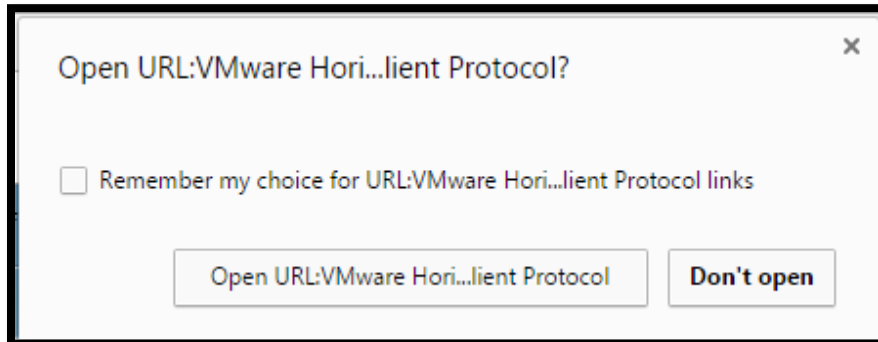 Open URL:VMware Hori...lient Protocol?
Remember my choice for URL:VMware Hori...lient Protocol links
Open URL:VMware Hori...lient Protocol
Don't open